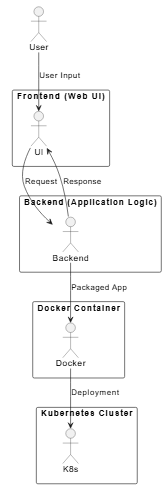 User
User Input
Frontend (Web UI)
UI
Request
Response
Backend (Application Logic)
Backend
Packaged App
Docker Container
Docker
Deployment
Kubernetes Cluster
K8s